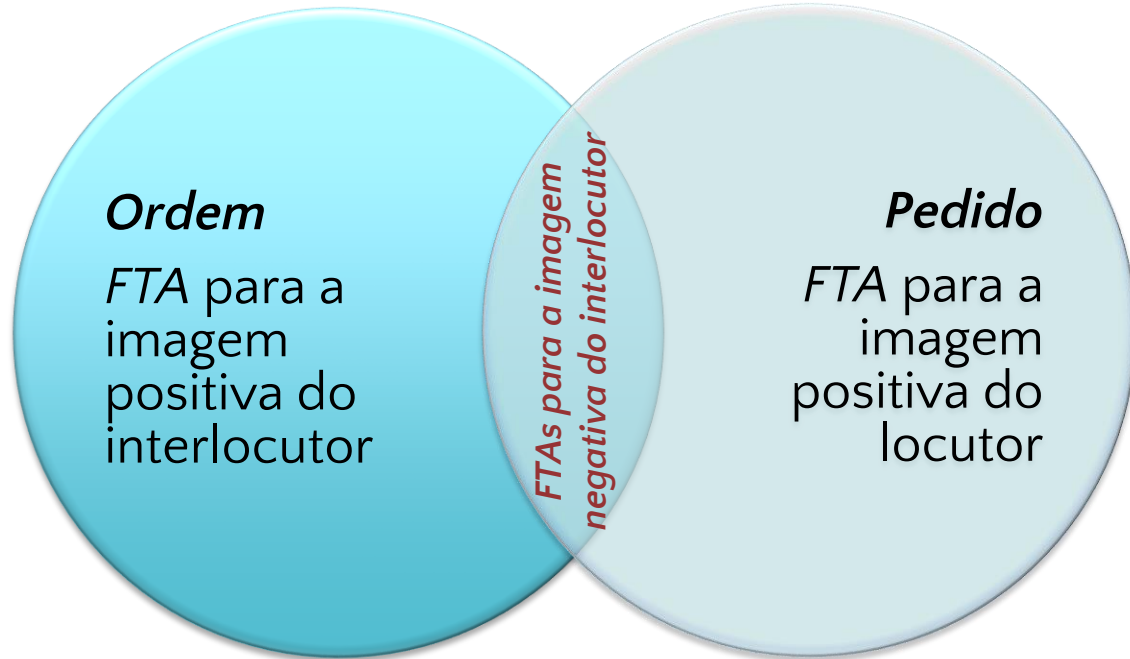 Ordem
FTA para a
imagem
positiva do
interlocutor
FTAs para a imagem
negativa do interlocutor
Pedido
FTA para a
imagem
positiva do
locutor